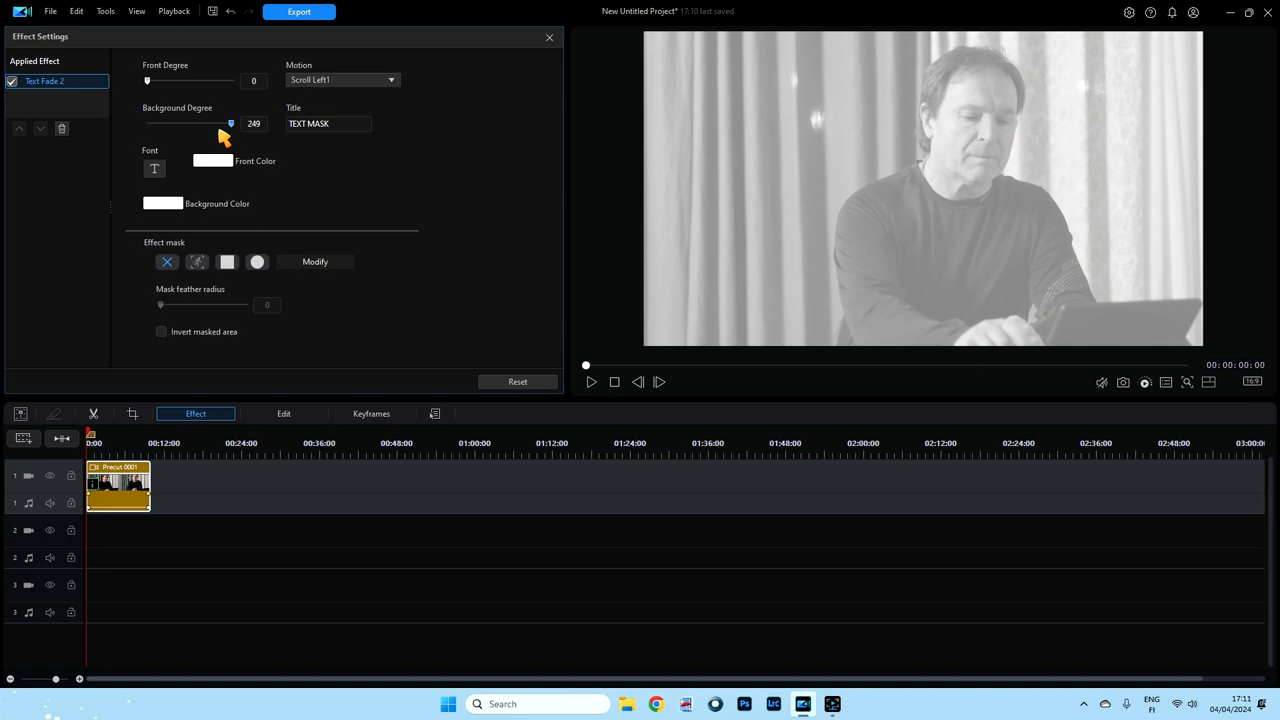 File Edit Tools View Playback Export New Untitled Project* 17:10 last saved
Effect Settings
Applied Effect
Text Fade 2
Front Degree
0
Motion
Scroll Left1
Background Degree
249
Title
TEXT MASK
Font
T
Front Color
Background Color
Effect mask
Modify
Mask feather radius
0
Invert masked area
Reset
00:00:00:00
16:9
Effect Edit Keyframes
0:00 00:12:00 00:24:00 00:36:00 00:48:00 01:00:00 01:12:00 01:24:00 01:36:00 01:48:00 02:00:00 02:12:00 02:24:00 02:36:00 02:48:00 03:00:0
1 Precut 0001
i
1
2
2
3
3
Search
Ps
Lrc
ENG
FI
17:11
04/04/2024